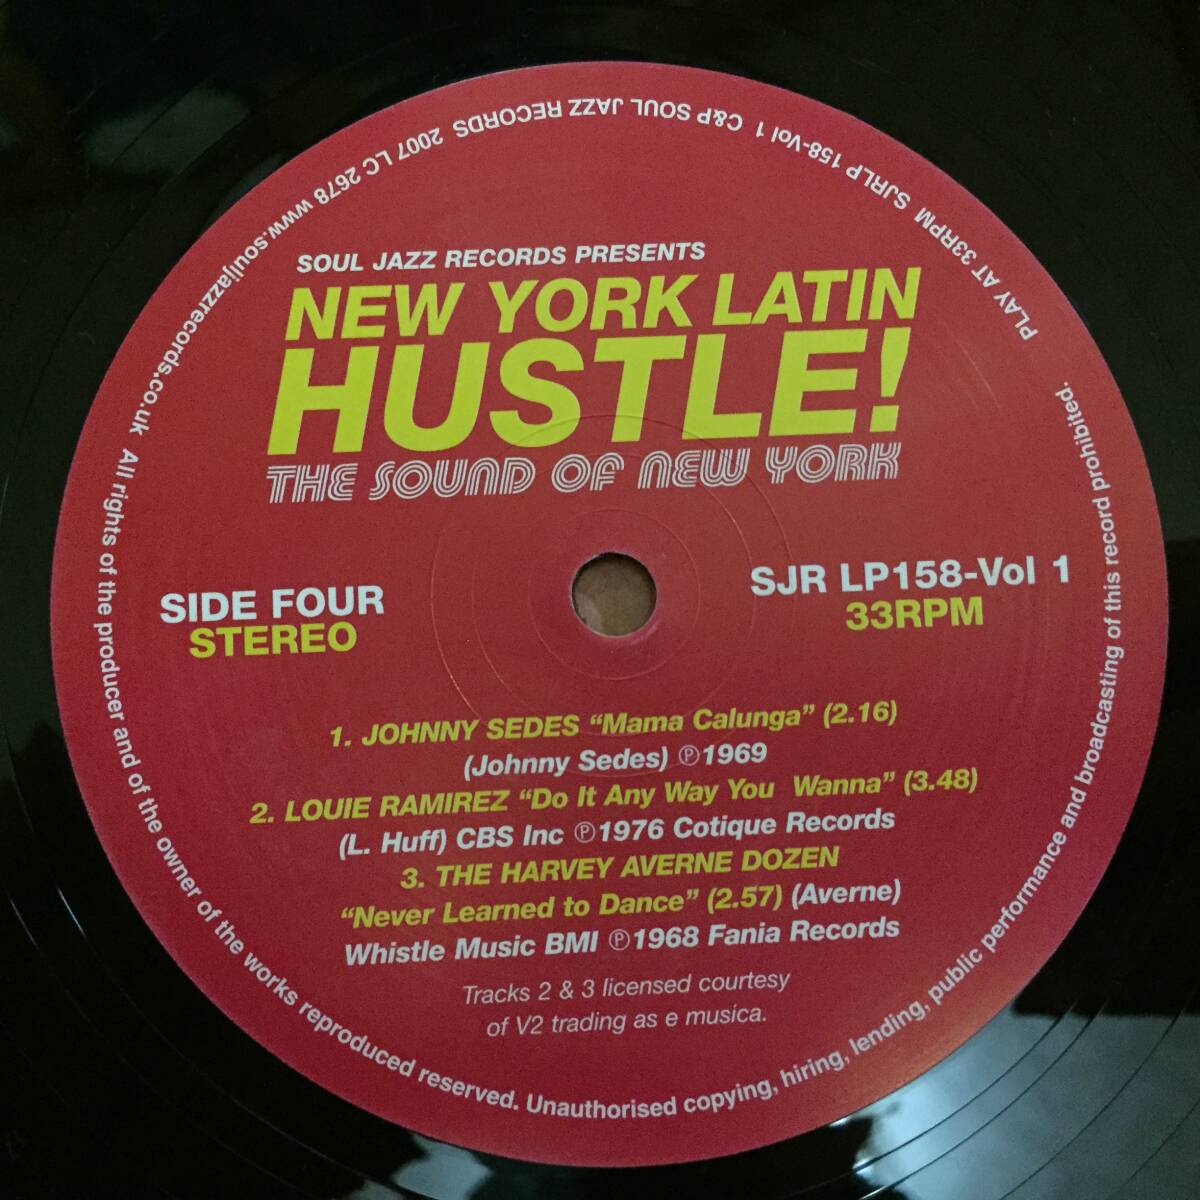 SOUL JAZZ RECORDS PRESENTS
NEW YORK LATIN
HUSTLE!
THE SOUND OF NEW YORK
SIDE FOUR
STEREO
SJR LP158-Vol 1
33RPM
1. JOHNNY SEDES “Mama Calunga” (2.16)
(Johnny Sedes) ℗1969
2. LOUIE RAMIREZ “Do It Any Way You Wanna” (3.48)
(L. Huff) CBS Inc ℗1976 Cotique Records
3. THE HARVEY AVERNE DOZEN
“Never Learned to Dance” (2.57) (Averne)
Whistle Music BMI ℗1968 Fania Records
Tracks 2 & 3 licensed courtesy
of V2 trading as e musica.
PLAY AT 33RPM SJRLP 158-Vol 1 C&P SOUL JAZZ RECORDS 2007 LC 2678 www.souljazzrecords.co.uk All rights of the producer and of the owner of the works reproduced reserved. Unauthorised copying, hiring, lending, public performance and broadcasting of this record prohibited.